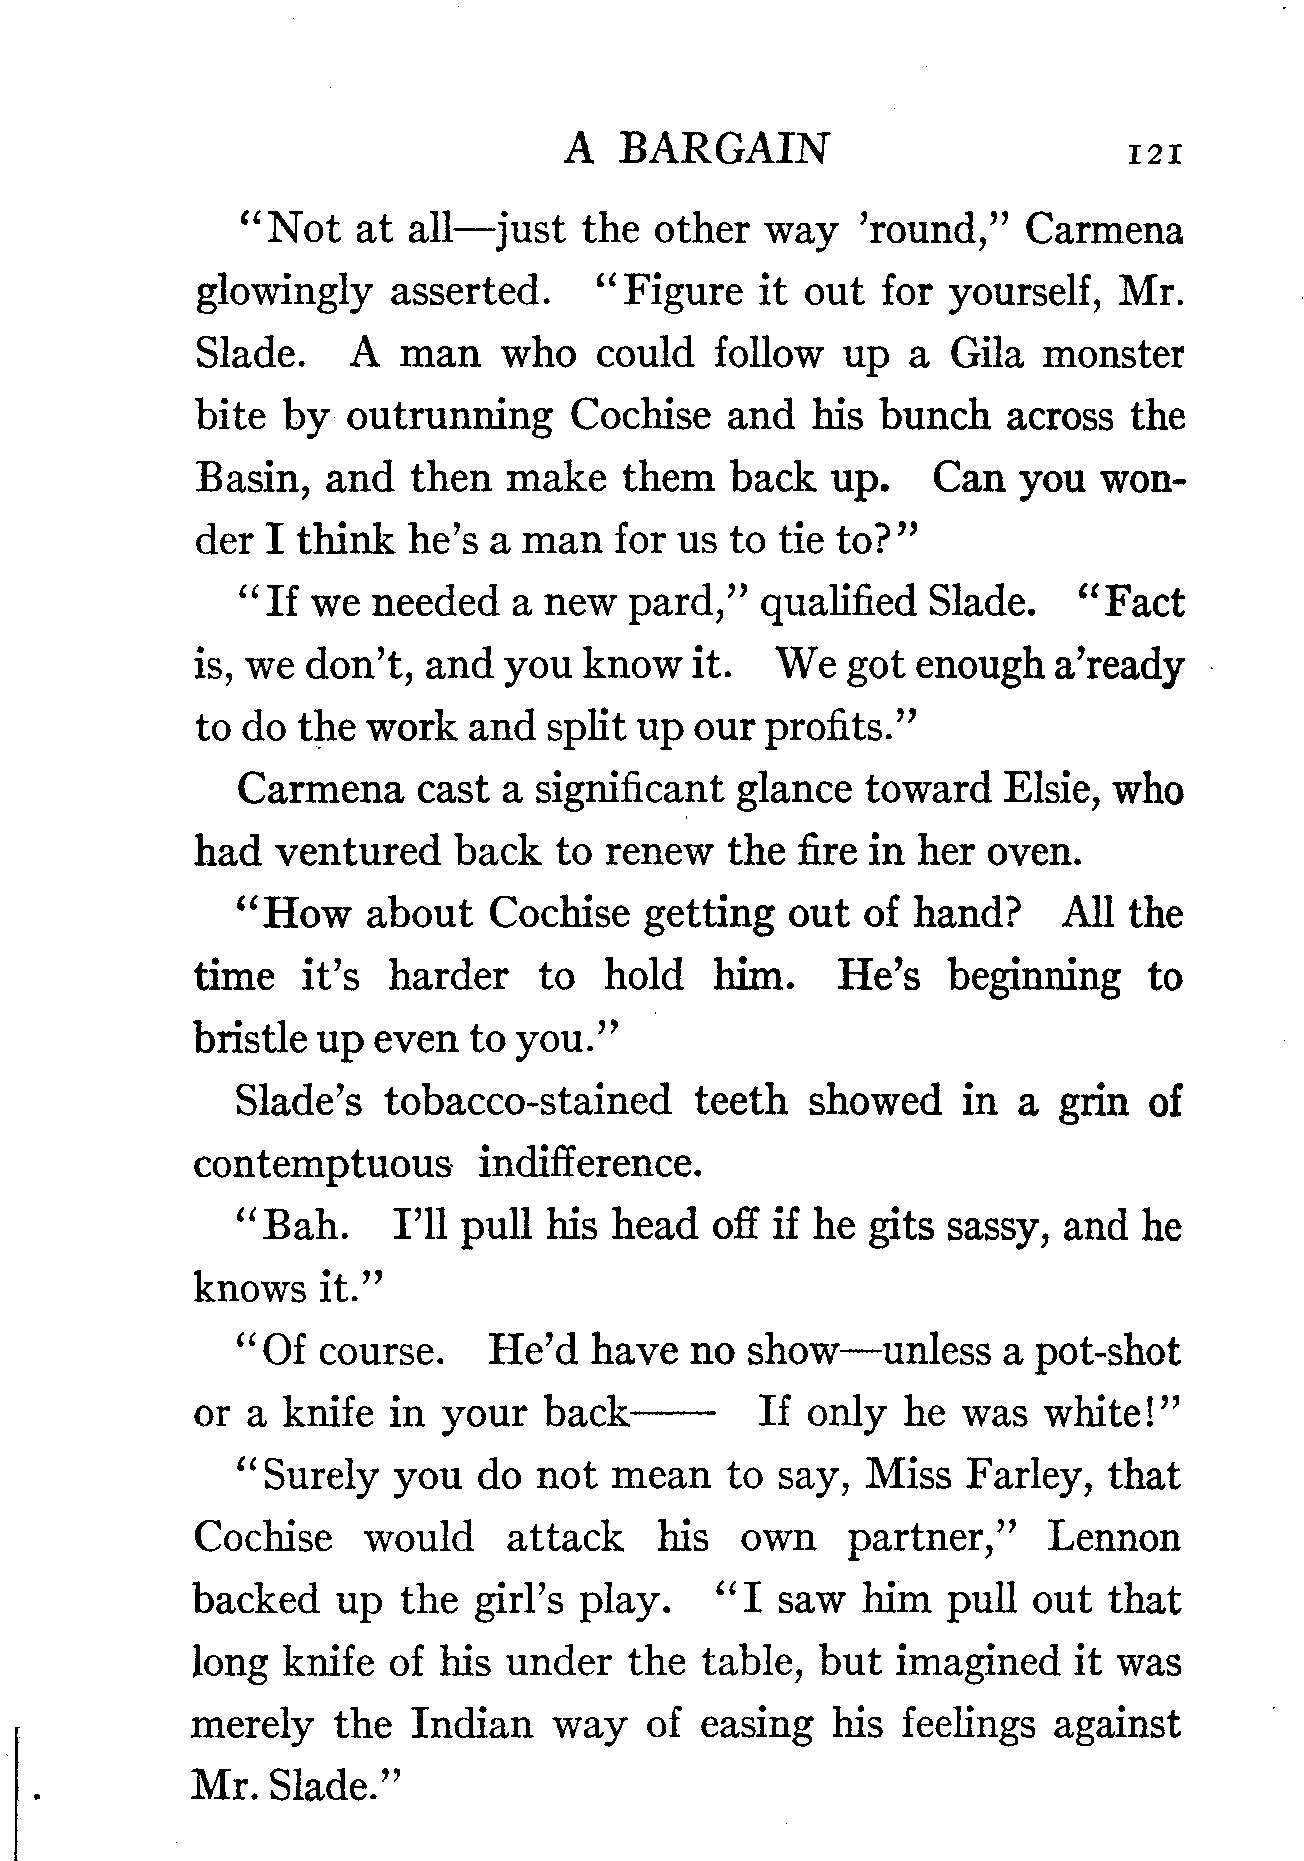 A BARGAIN 121
“Not at all—just the other way ’round,” Carmena
glowingly asserted. “Figure it out for yourself, Mr.
Slade. A man who could follow up a Gila monster
bite by outrunning Cochise and his bunch across the
Basin, and then make them back up. Can you won-
der I think he’s a man for us to tie to?”
“If we needed a new pard,” qualified Slade. “Fact
is, we don’t, and you know it. We got enough a’ready
to do the work and split up our profits.”
Carmena cast a significant glance toward Elsie, who
had ventured back to renew the fire in her oven.
“How about Cochise getting out of hand? All the
time it’s harder to hold him. He’s beginning to
bristle up even to you.”
Slade’s tobacco-stained teeth showed in a grin of
contemptuous indifference.
“Bah. I’ll pull his head off if he gits sassy, and he
knows it.”
“Of course. He’d have no show—unless a pot-shot
or a knife in your back—— If only he was white!”
“Surely you do not mean to say, Miss Farley, that
Cochise would attack his own partner,” Lennon
backed up the girl’s play. “I saw him pull out that
long knife of his under the table, but imagined it was
merely the Indian way of easing his feelings against
Mr. Slade.”